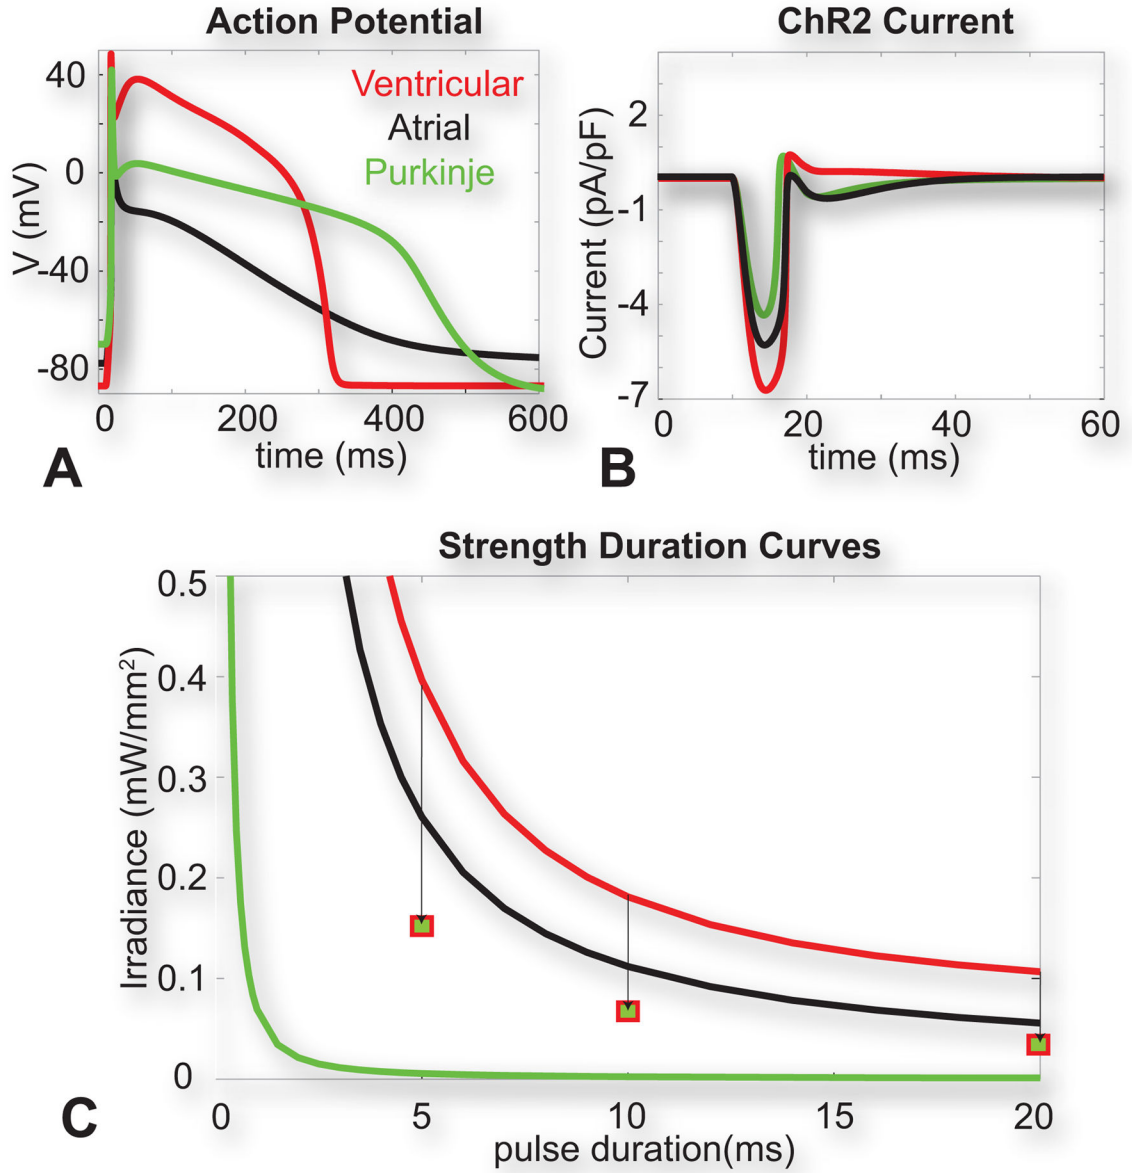 Action Potential
40
0
-40
-80
V (mV)
Ventricular
Atrial
Purkinje
0
200
400
600
time (ms)
A
ChR2 Current
2
-1
-4
-7
Current (pA/pF)
0
20
40
60
time (ms)
B
Strength Duration Curves
0.5
0.4
0.3
0.2
0.1
0
Irradiance (mW/mm²)
0
5
10
15
20
pulse duration(ms)
C